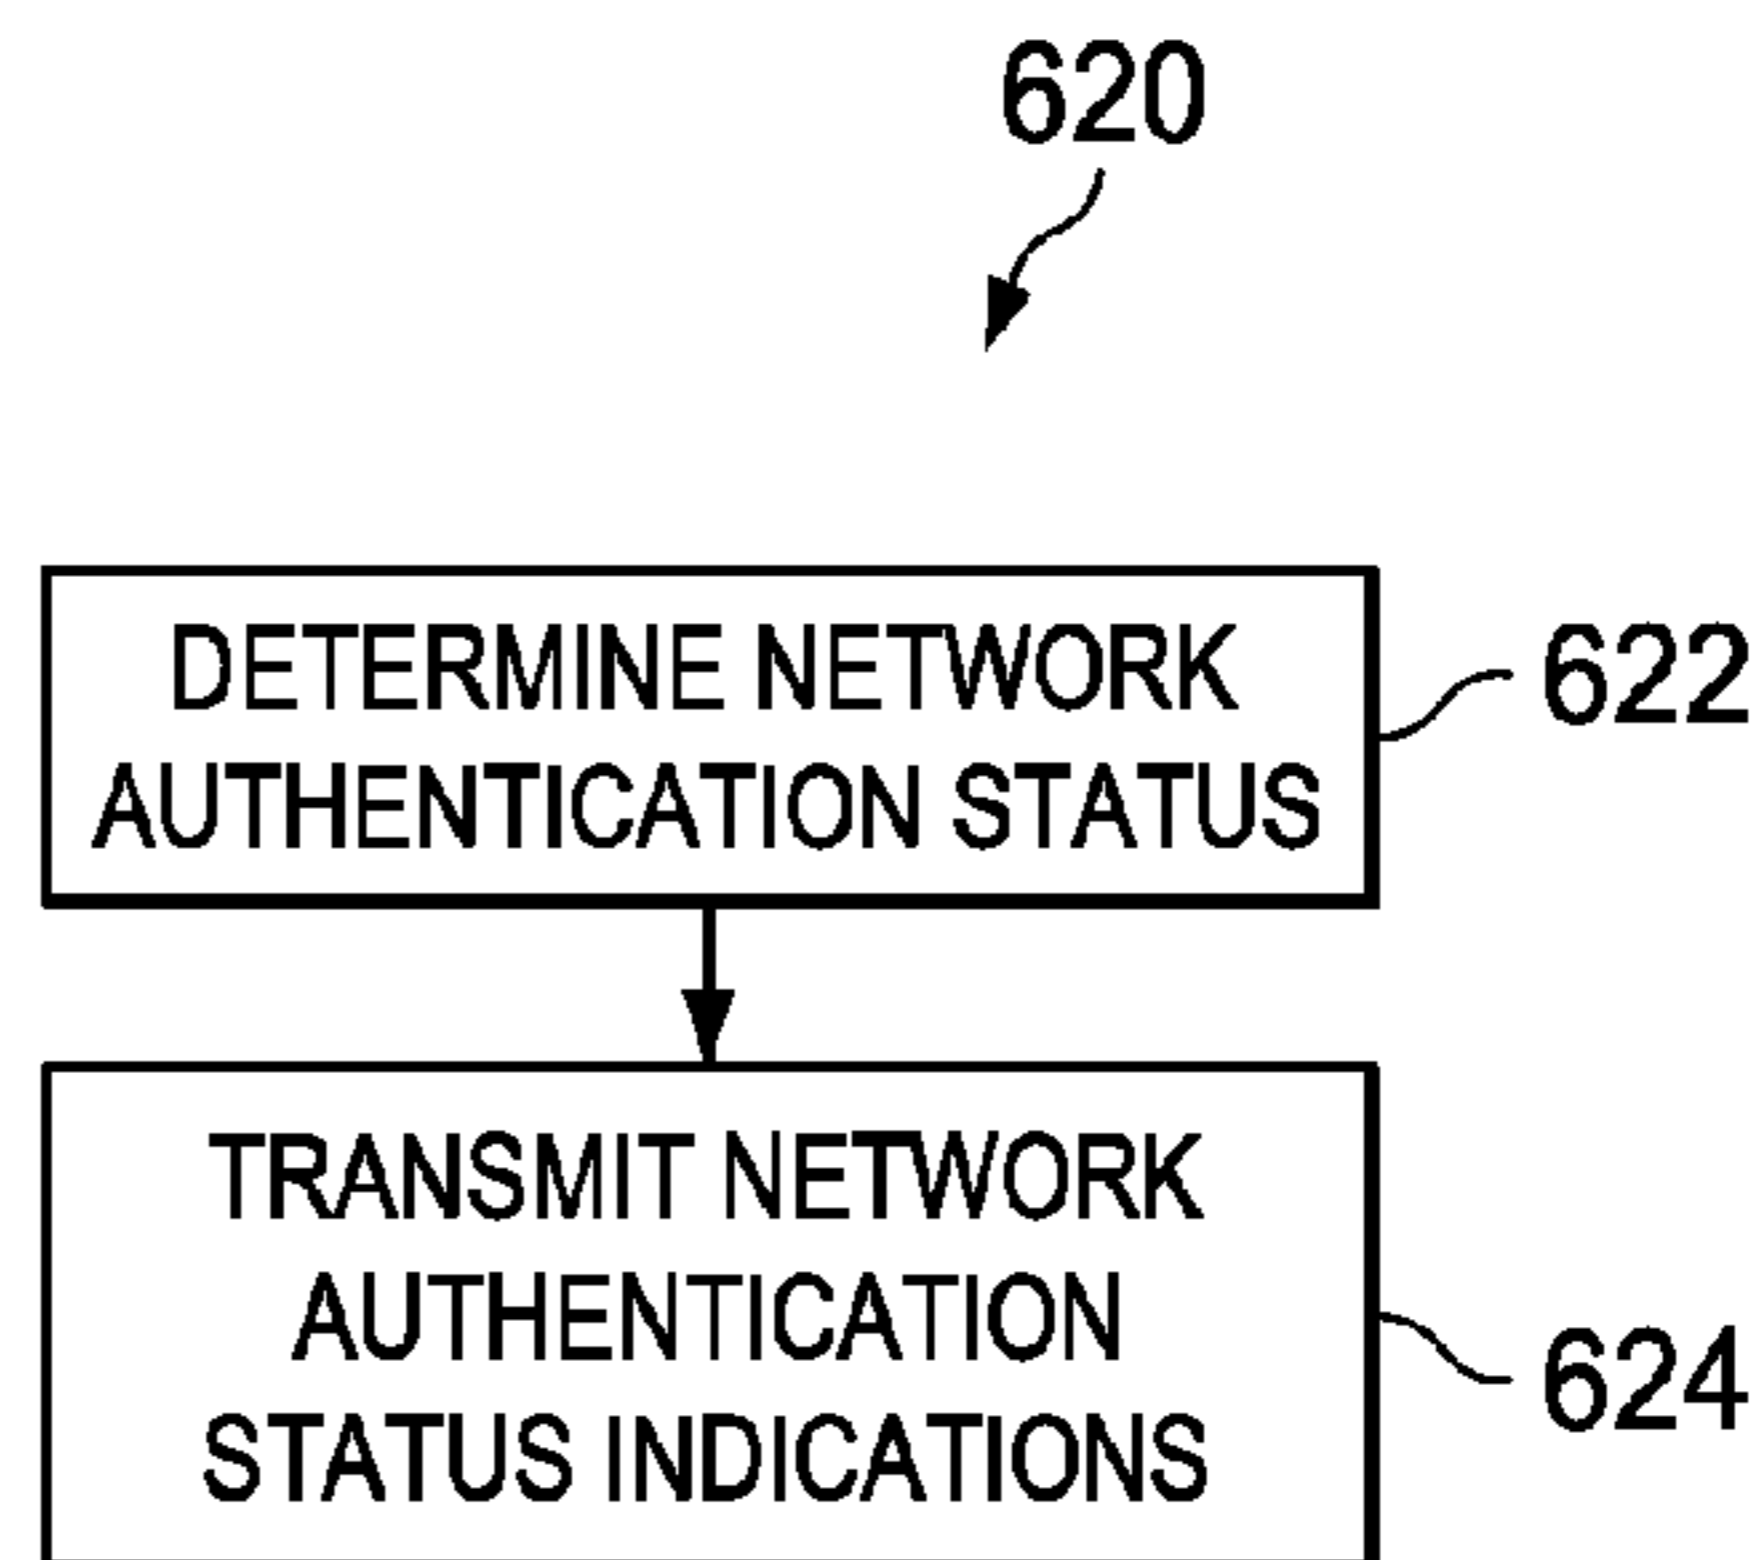 620
DETERMINE NETWORK
AUTHENTICATION STATUS
622
TRANSMIT NETWORK
AUTHENTICATION
STATUS INDICATIONS
624